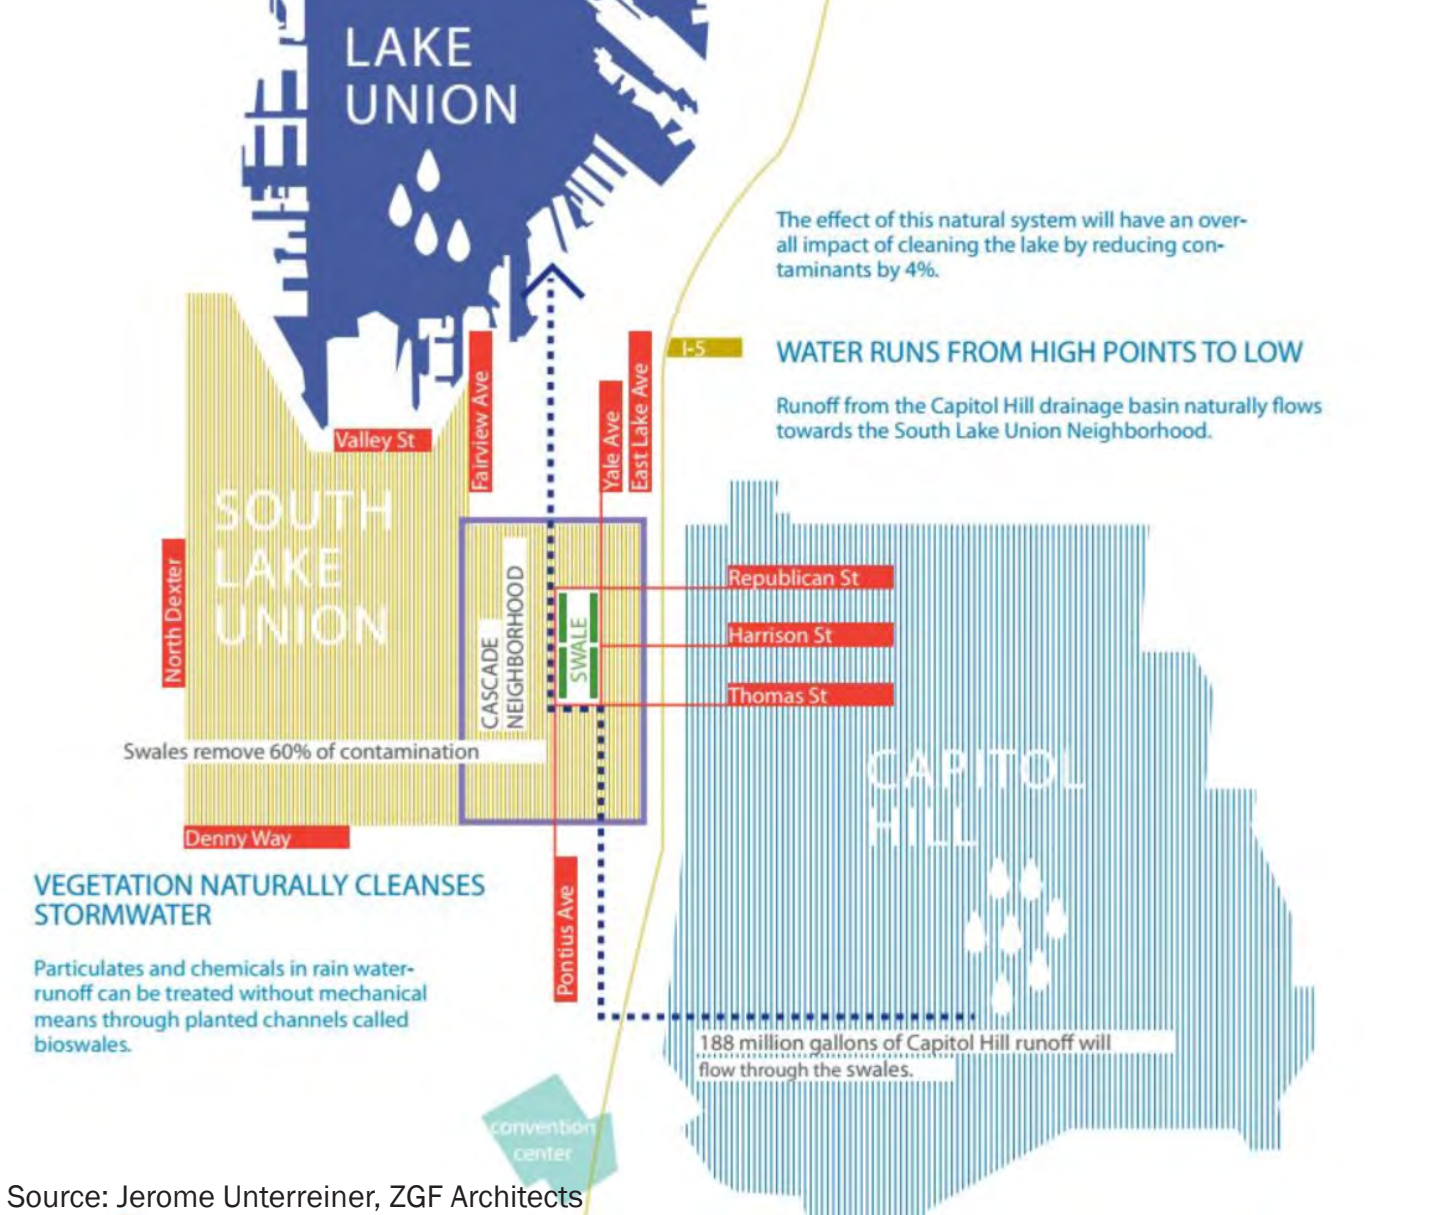 LAKE
UNION
The effect of this natural system will have an over-
all impact of cleaning the lake by reducing con-
taminants by 4%.
I-5
WATER RUNS FROM HIGH POINTS TO LOW
Runoff from the Capitol Hill drainage basin naturally flows
towards the South Lake Union Neighborhood.
Fairview Ave
Yale Ave
East Lake Ave
Valley St
SOUTH
LAKE
UNION
North Dexter
CASCADE
NEIGHBORHOOD
SWALE
Republican St
Harrison St
Thomas St
Swales remove 60% of contamination
CAPITOL
HILL
Denny Way
VEGETATION NATURALLY CLEANSES
STORMWATER
Particulates and chemicals in rain water-
runoff can be treated without mechanical
means through planted channels called
bioswales.
Pontius Ave
188 million gallons of Capitol Hill runoff will
flow through the swales.
convention
center
Source: Jerome Unterreiner, ZGF Architects